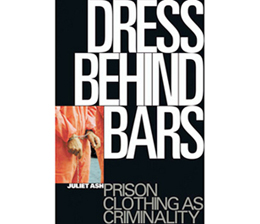 DRESS
BEHIND
BARS
JULIET ASH
PRISON
CLOTHING AS
CRIMINALITY